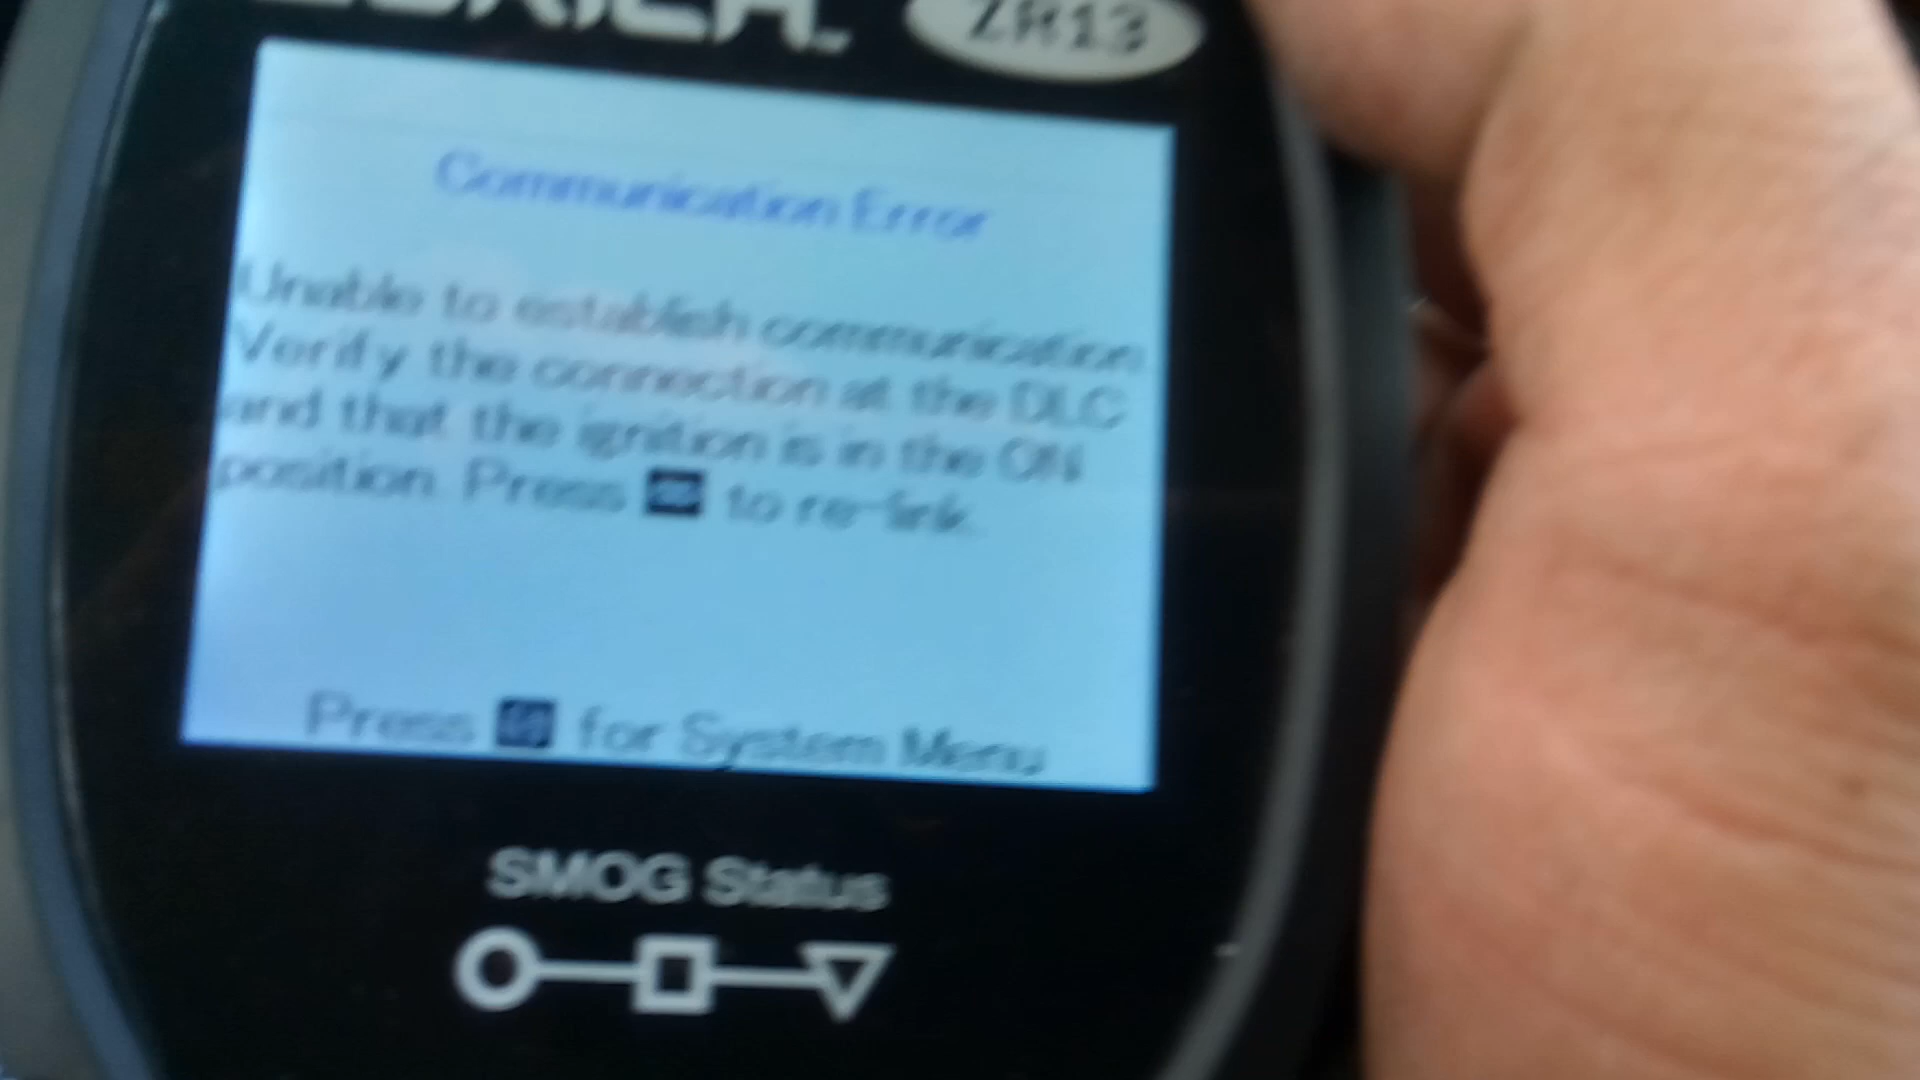 ZURICH
ZR13
Communication Error
Unable to establish communication.
Verify the connection at the DLC
and that the ignition is in the ON
position. Press to re-link.
Press for System Menu
SMOG Status